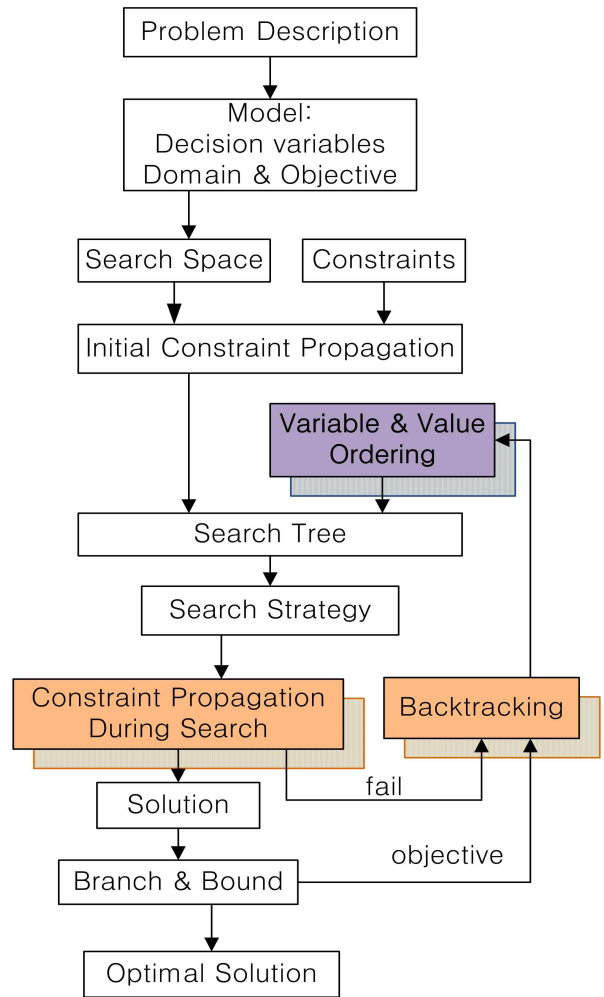 Problem Description
Model:
Decision variables
Domain & Objective
Search Space
Constraints
Initial Constraint Propagation
Variable & Value
Ordering
Search Tree
Search Strategy
Constraint Propagation
During Search
Backtracking
fail
Solution
objective
Branch & Bound
Optimal Solution